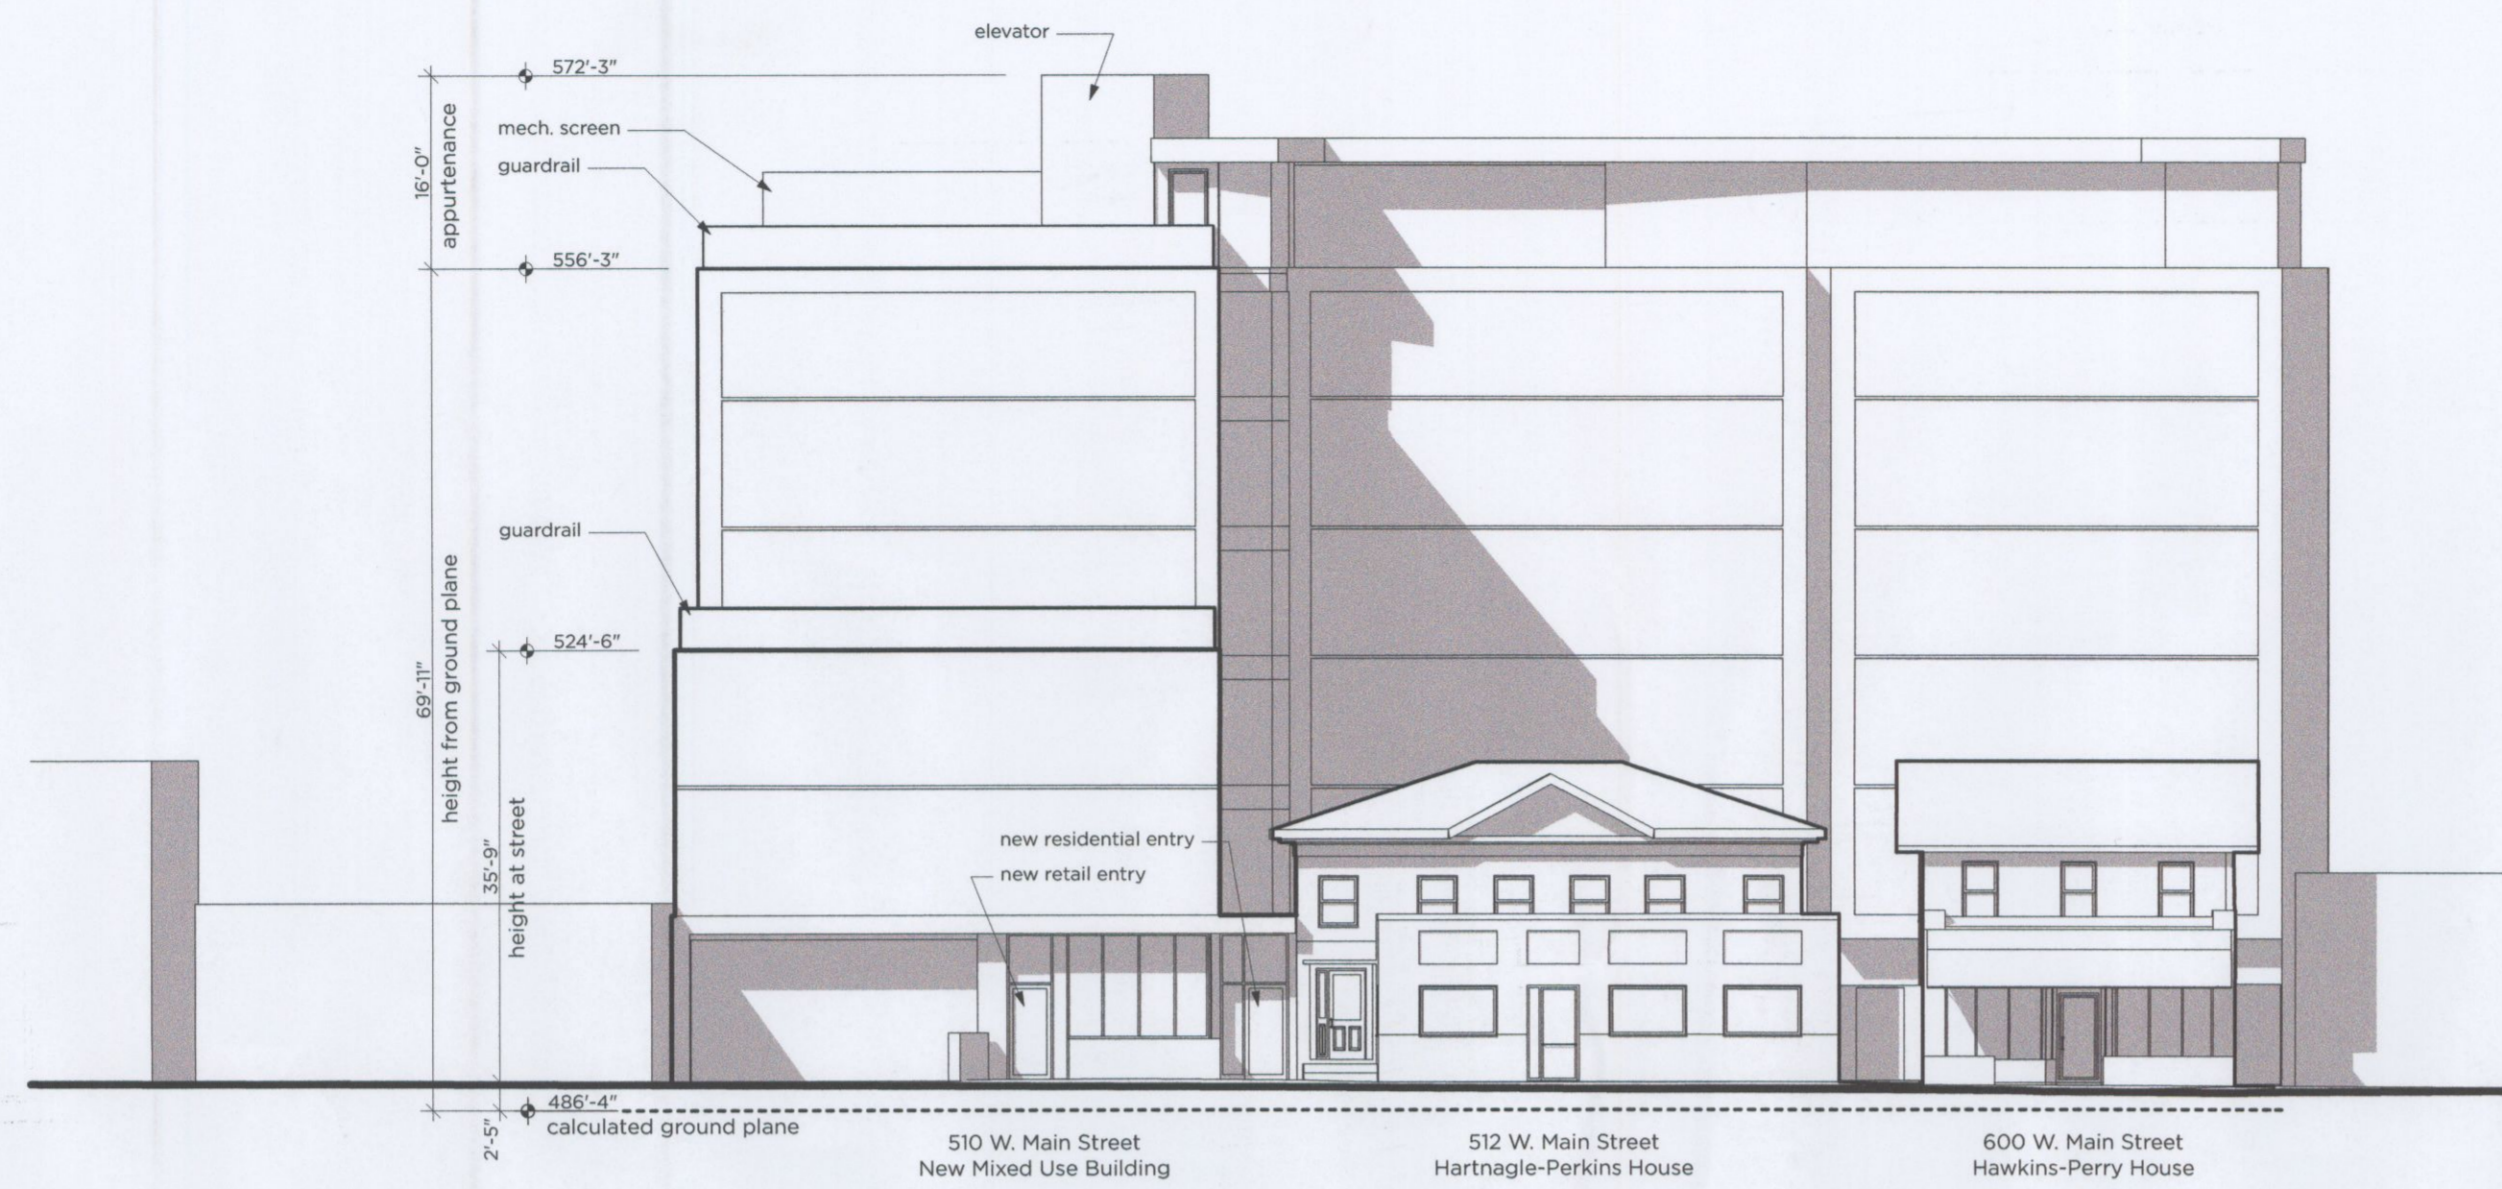 elevator
572'-3"
mech. screen
guardrail
16'-0"
appurtenance
556'-3"
guardrail
524'-6"
69'-11"
height from ground plane
35'-9"
height at street
new residential entry
new retail entry
486'-4"
calculated ground plane
2'-5"
510 W. Main Street
New Mixed Use Building
512 W. Main Street
Hartnagle-Perkins House
600 W. Main Street
Hawkins-Perry House